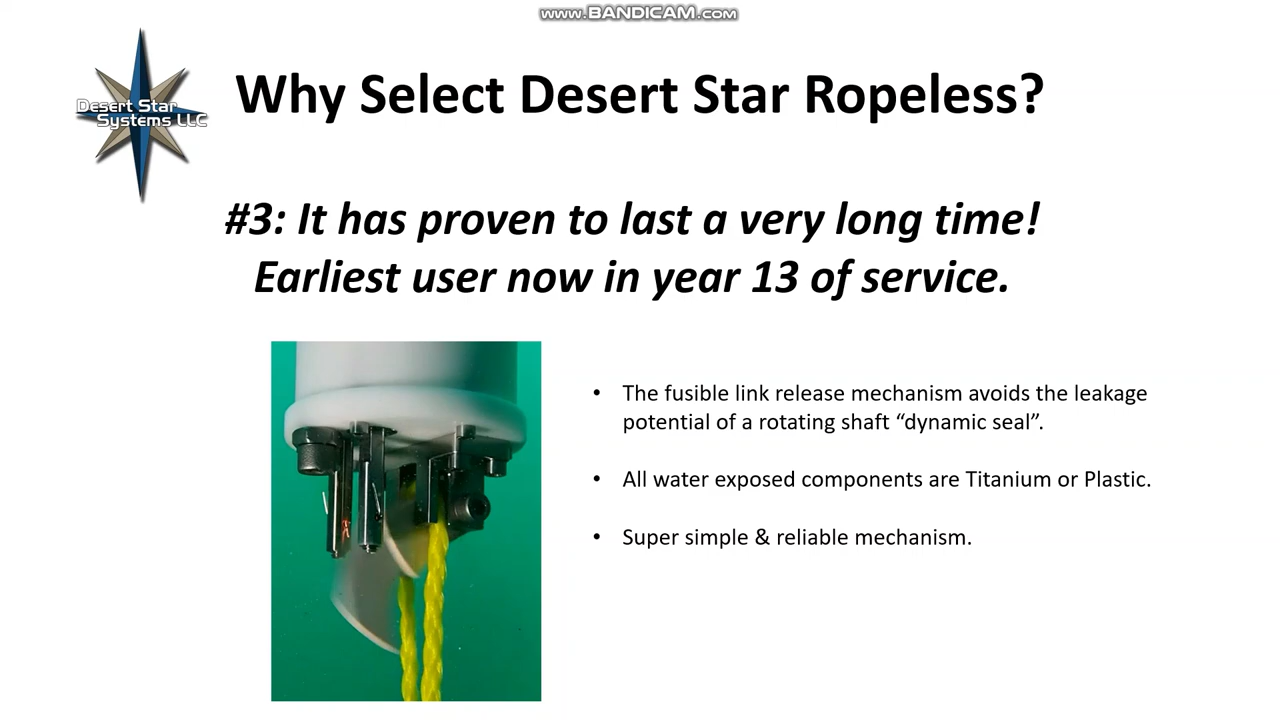 www.BANDICAM.com
Desert Star
Systems LLC
Why Select Desert Star Ropeless?
#3: It has proven to last a very long time!
Earliest user now in year 13 of service.
• The fusible link release mechanism avoids the leakage
potential of a rotating shaft “dynamic seal”.
• All water exposed components are Titanium or Plastic.
• Super simple & reliable mechanism.